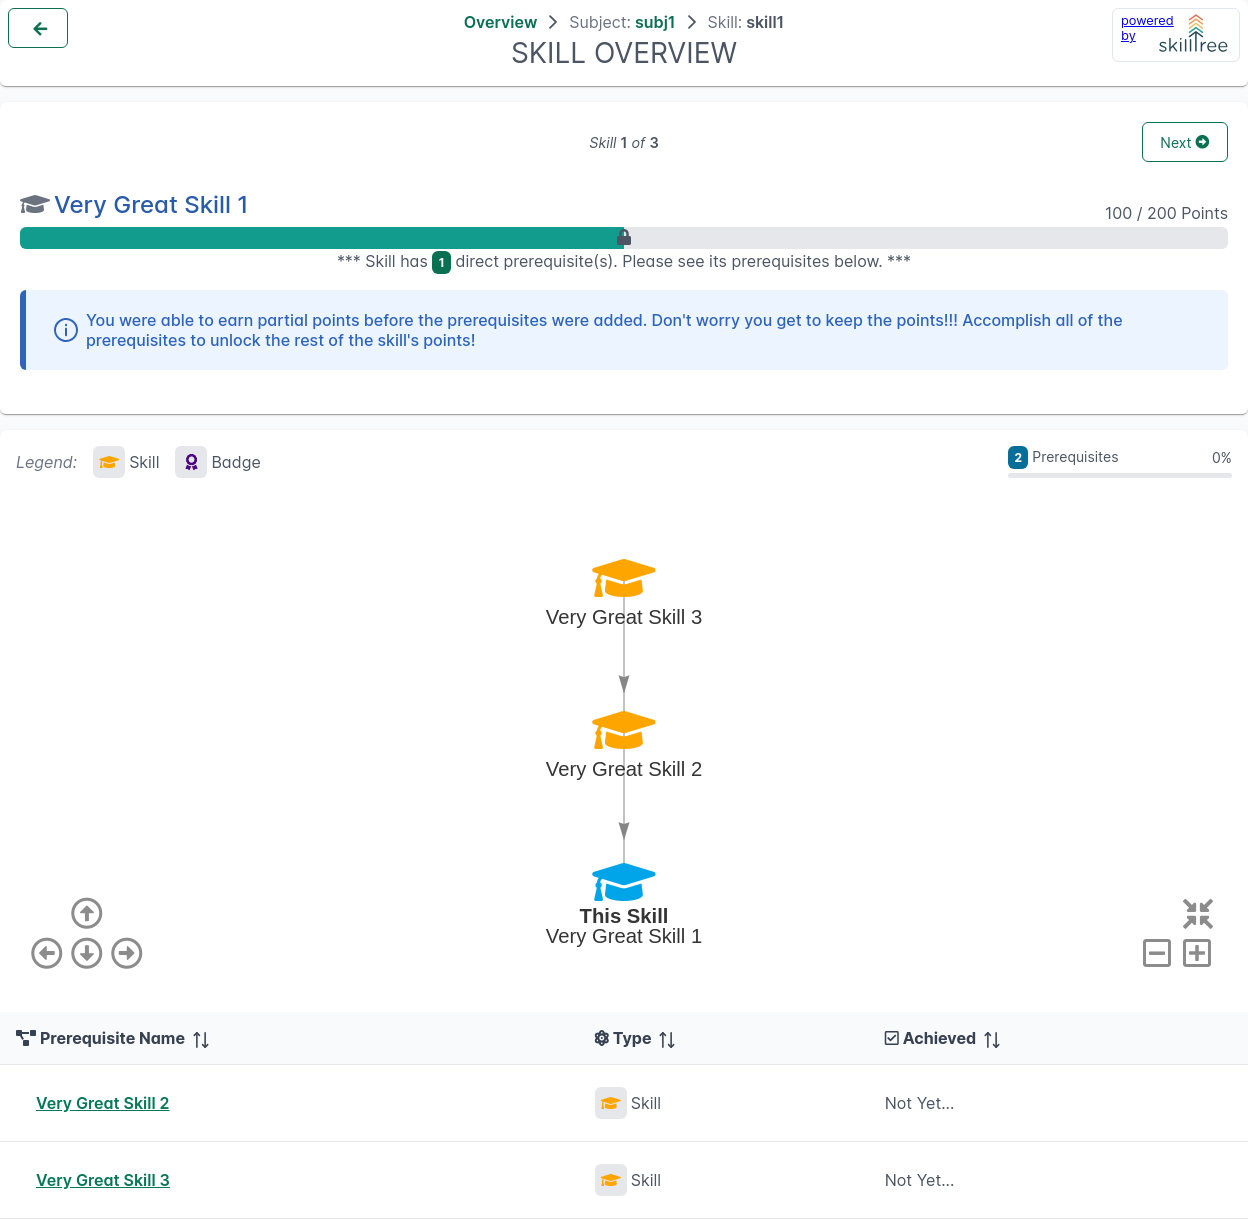 Overview > Subject: subj1 > Skill: skill1
SKILL OVERVIEW
powered
by
skilltree
Skill 1 of 3
Next
Very Great Skill 1
100 / 200 Points
*** Skill has 1 direct prerequisite(s). Please see its prerequisites below. ***
You were able to earn partial points before the prerequisites were added. Don't worry you get to keep the points!!! Accomplish all of the
prerequisites to unlock the rest of the skill's points!
Legend: Skill Badge
2 Prerequisites 0%
Very Great Skill 3
Very Great Skill 2
This Skill
Very Great Skill 1
Prerequisite Name Type Achieved
Very Great Skill 2 Skill Not Yet...
Very Great Skill 3 Skill Not Yet...